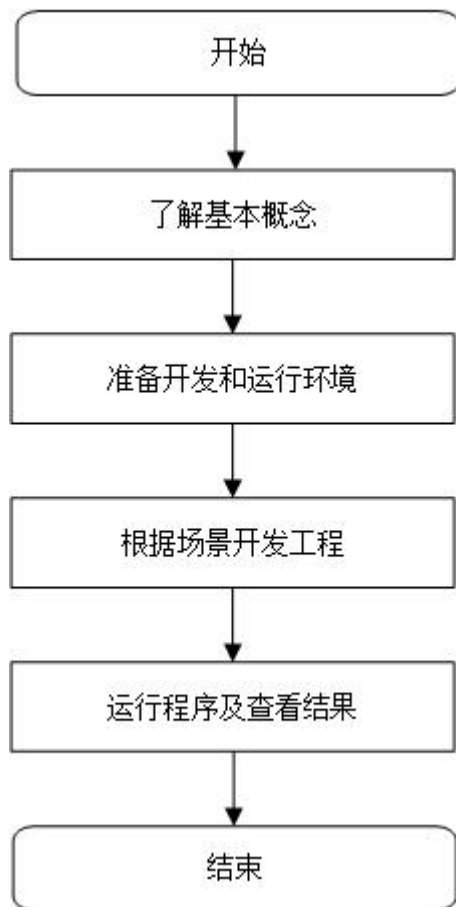 开始
了解基本概念
准备开发和运行环境
根据场景开发工程
运行程序及查看结果
结束